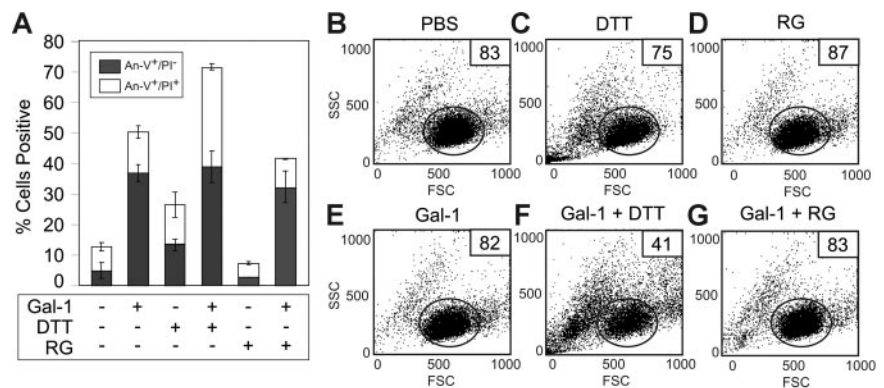 A
80
70
60
50
40
30
20
10
0
% Cells Positive
An-V+/PI-
An-V+/PI+
Gal-1 - + - + - +
DTT - - + + - -
RG - - - - + +
B
PBS
83
1000
500
0
SSC
0 500 1000
FSC
C
DTT
75
1000
500
0
0 500 1000
FSC
D
RG
87
1000
500
0
0 500 1000
FSC
E
Gal-1
82
1000
500
0
SSC
0 500 1000
FSC
F
Gal-1 + DTT
41
1000
500
0
0 500 1000
FSC
G
Gal-1 + RG
83
1000
500
0
0 500 1000
FSC